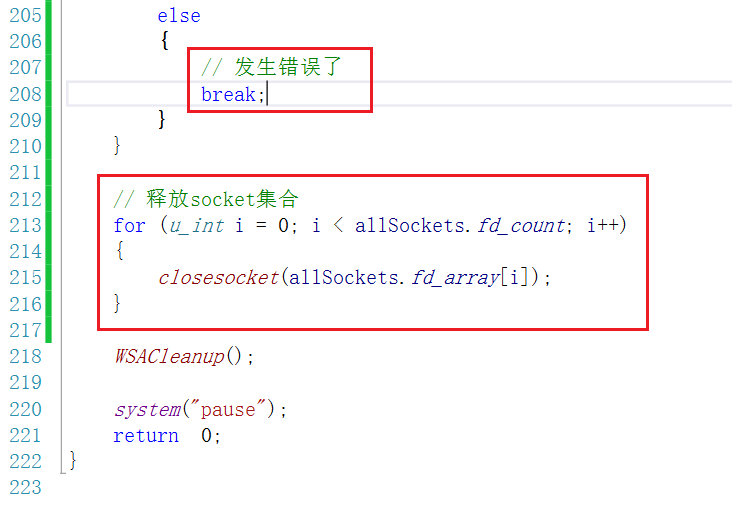 205 else
206 {
207 // 发生错误了
208 break;
209 }
210 }
211
212 // 释放socket集合
213 for (u_int i = 0; i < allSockets.fd_count; i++)
214 {
215 closesocket(allSockets.fd_array[i]);
216 }
217
218 WSACleanup();
219
220 system("pause");
221 return  0;
222 }
223